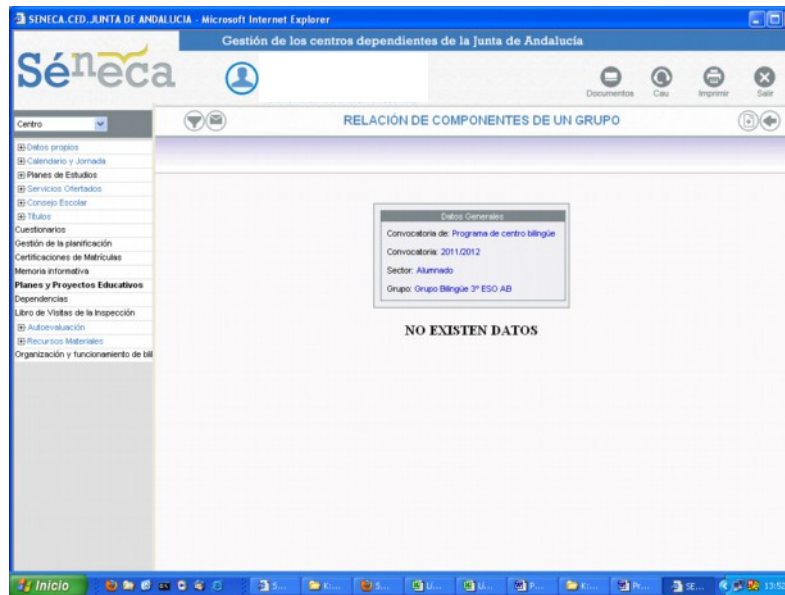 SENECA.CED. JUNTA DE ANDALUCIA - Microsoft Internet Explorer
Gestión de los centros dependientes de la Junta de Andalucía
Séneca
Documentos Cau Imprimir Salir
Centro
RELACIÓN DE COMPONENTES DE UN GRUPO
Datos propios
Calendario y Jornada
Planes de Estudios
Servicios Ofertados
Consejo Escolar
Títulos
Cuestionarios
Gestión de la planificación
Certificaciones de Matrículas
Memoria informativa
Planes y Proyectos Educativos
Dependencias
Libro de Visitas de la Inspección
Autoevaluación
Recursos Materiales
Organización y funcionamiento de bil
Datos Generales
Convocatoria de: Programa de centro bilingüe
Convocatoria: 2011/2012
Sector: Alumnado
Grupo: Grupo Bilingüe 3º ESO AB
NO EXISTEN DATOS
Inicio S... K:... S... Li... Li... P... K:... Pr... SE... 13:52